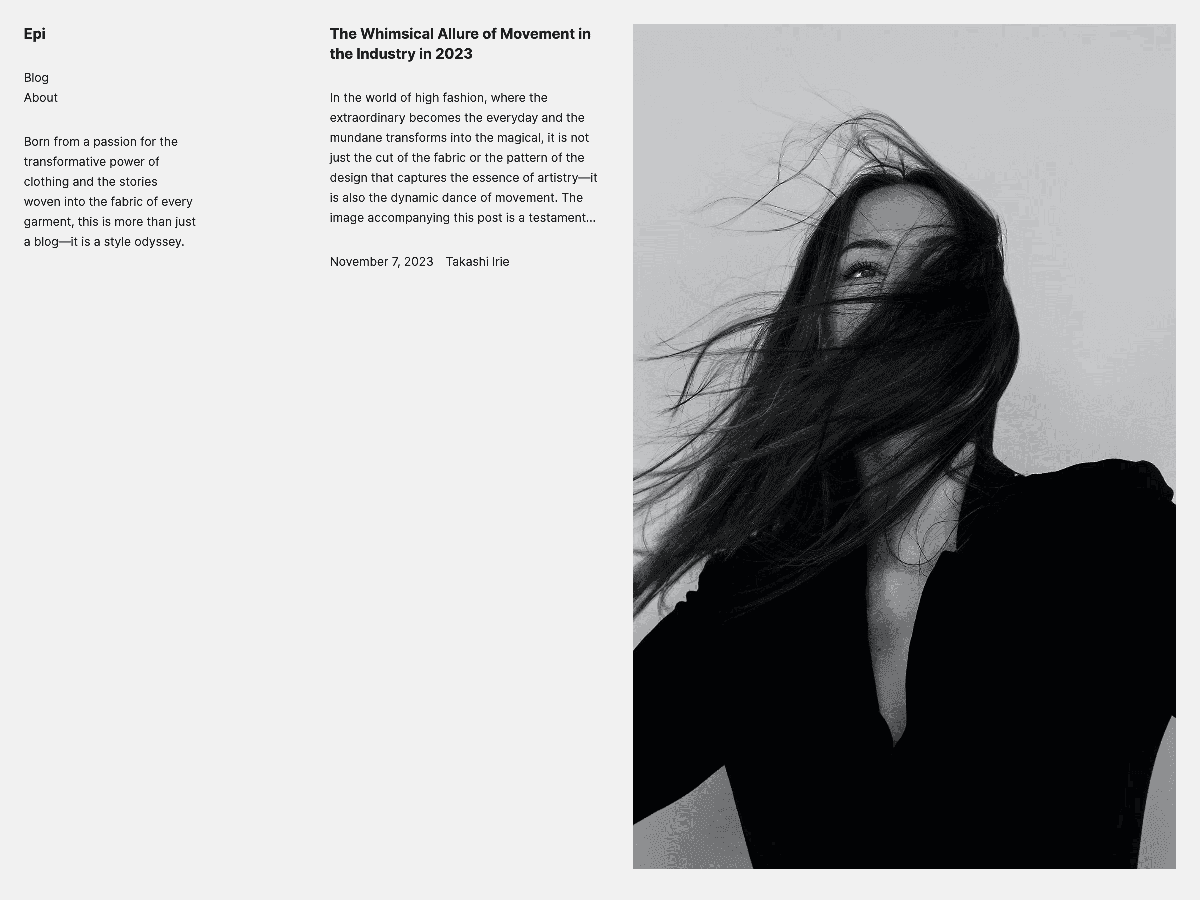 Epi
Blog
About
Born from a passion for the
transformative power of
clothing and the stories
woven into the fabric of every
garment, this is more than just
a blog—it is a style odyssey.
The Whimsical Allure of Movement in
the Industry in 2023
In the world of high fashion, where the
extraordinary becomes the everyday and the
mundane transforms into the magical, it is not
just the cut of the fabric or the pattern of the
design that captures the essence of artistry—it
is also the dynamic dance of movement. The
image accompanying this post is a testament…
November 7, 2023 Takashi Irie